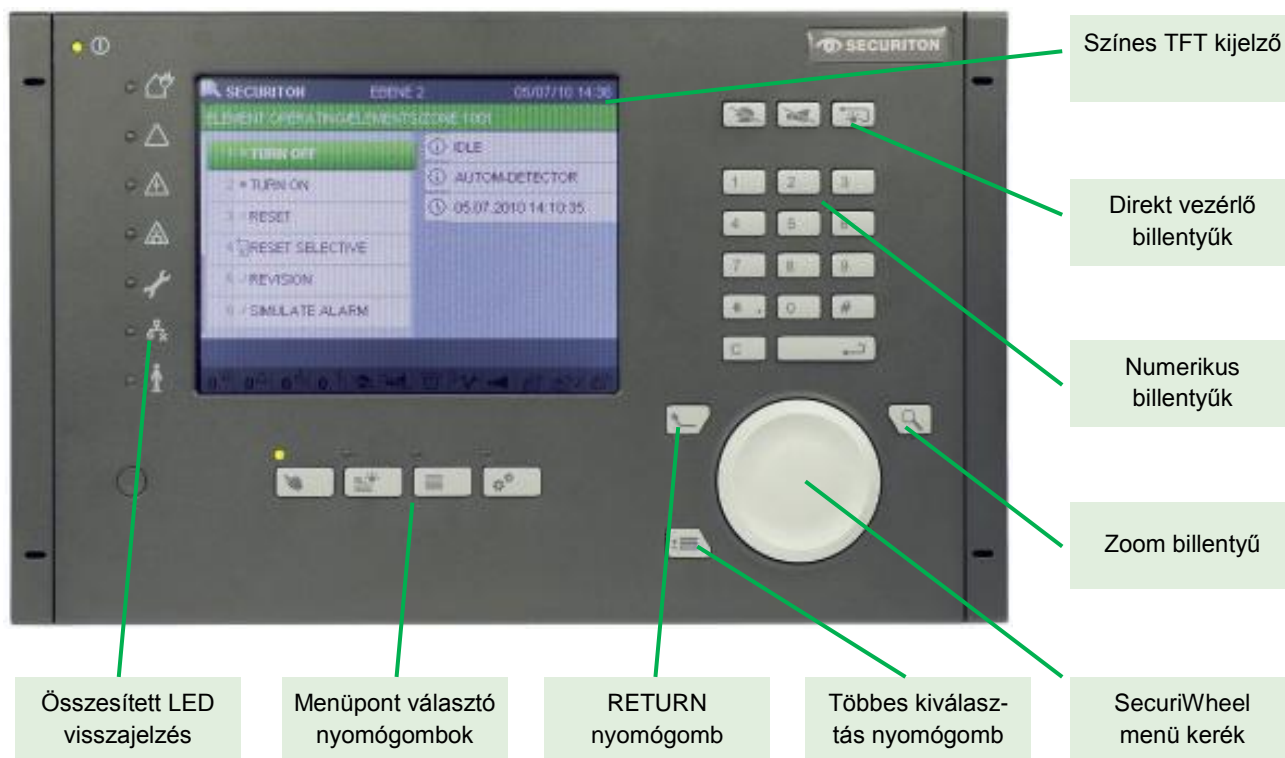 SECURITON
Színes TFT kijelző
SECURITON EBENE 2 05/07/10 14:36
ELEMENT OPERATING/ELEMENTS/ZONE 1001
TURN OFF
IDLE
2 TURN ON
AUTOM-DETECTOR
3 RESET
05.07.2010 14:10:35
RESET SELECTIVE
REVISION
SIMULATE ALARM
1 2 3
4 5 6
7 8 9
* . 0 #
C
Direkt vezérlő
billentyűk
Numerikus
billentyűk
Zoom billentyű
Összesített LED
visszajelzés
Menüpont választó
nyomógombok
RETURN
nyomógomb
Többes kiválasz-
tás nyomógomb
SecuriWheel
menü kerék